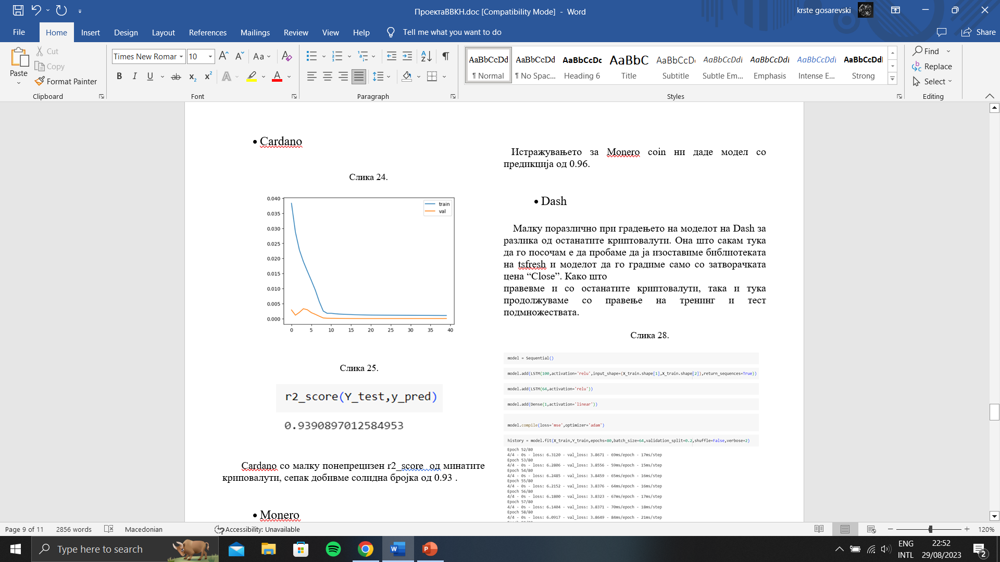 ПроектаВВКН.doc [Compatibility Mode] - Word
krste gosarevski
File Home Insert Design Layout References Mailings Review View Help Tell me what you want to do Share
Paste
Cut
Copy
Format Painter
Clipboard
Times New Romar 10
Font
Paragraph
AaBbCcDd AaBbCcDd AaBbCcDc AaBbC AaBbCcD AaBbCcDd AaBbCcDd AaBbCcDd AaBbCcDd
¶ Normal ¶ No Spac... Heading 6 Title Subtitle Subtle Em... Emphasis Intense E... Strong
Styles
Find
Replace
Select
Editing
• Cardano
Слика 24.
train
val
0.040
0.035
0.030
0.025
0.020
0.015
0.010
0.005
0.000
0 5 10 15 20 25 30 35 40
Слика 25.
r2_score(Y_test,y_pred)
0.9390897012584953
Cardano со малку понепрецизен r2_score од минатите
криповалути, сепак добивме солидна бројка од 0.93 .
• Monero
Истражувањето за Monero coin ни даде модел со
предикција од 0.96.
• Dash
Малку поразлично при градењето на моделот на Dash за
разлика од останатите криптовалути. Она што сакам тука
да го посочам е да пробаме да ја изоставиме библиотеката
на tsfresh и моделот да го градиме само со затворачката
цена “Close”. Како што
правевме и со останатите криптовалути, така и тука
продолжуваме со правење на тренинг и тест
подмножествата.
Слика 28.
model = Sequential()
model.add(LSTM(100,activation='relu',input_shape=(X_train.shape[1],X_train.shape[2]),return_sequences=True))
model.add(LSTM(64,activation='relu'))
model.add(Dense(1,activation='linear'))
model.compile(loss='mse',optimizer='adam')
history = model.fit(X_train,Y_train,epochs=80,batch_size=64,validation_split=0.2,shuffle=False,verbose=2)
Epoch 52/80
4/4 - 0s - loss: 6.3120 - val_loss: 3.8671 - 69ms/epoch - 17ms/step
Epoch 53/80
4/4 - 0s - loss: 6.2806 - val_loss: 3.8556 - 59ms/epoch - 15ms/step
Epoch 54/80
4/4 - 0s - loss: 6.2485 - val_loss: 3.8459 - 65ms/epoch - 16ms/step
Epoch 55/80
4/4 - 0s - loss: 6.2152 - val_loss: 3.8376 - 64ms/epoch - 16ms/step
Epoch 56/80
4/4 - 0s - loss: 6.1800 - val_loss: 3.8323 - 67ms/epoch - 17ms/step
Epoch 57/80
4/4 - 0s - loss: 6.1404 - val_loss: 3.8371 - 70ms/epoch - 18ms/step
Epoch 58/80
4/4 - 0s - loss: 6.0917 - val_loss: 3.8649 - 84ms/epoch - 21ms/step
Page 9 of 11 2856 words Macedonian Accessibility: Unavailable 120%
Type here to search
ENG
INTL
22:52
29/08/2023
2